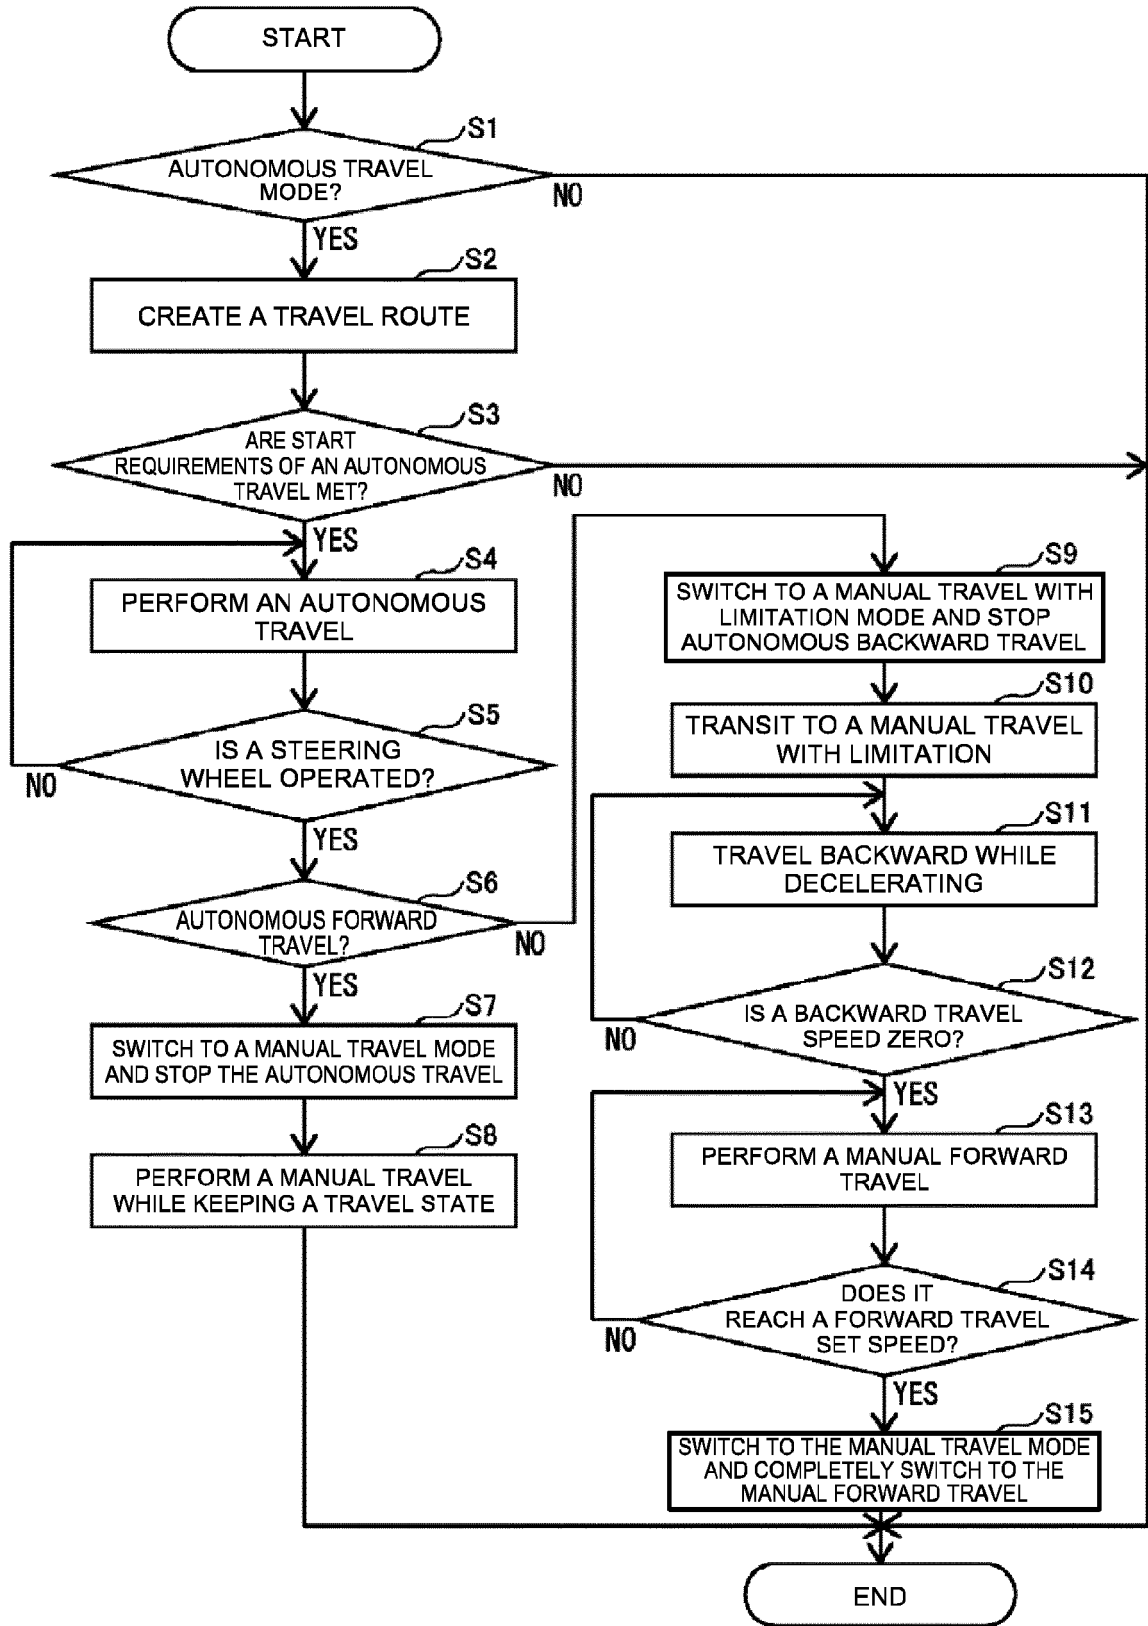 START
S1
AUTONOMOUS TRAVEL
MODE?
NO
YES
S2
CREATE A TRAVEL ROUTE
S3
ARE START
REQUIREMENTS OF AN AUTONOMOUS
TRAVEL MET?
NO
YES
S4
PERFORM AN AUTONOMOUS
TRAVEL
S5
IS A STEERING
WHEEL OPERATED?
NO
YES
S6
AUTONOMOUS FORWARD
TRAVEL?
NO
YES
S7
SWITCH TO A MANUAL TRAVEL MODE
AND STOP THE AUTONOMOUS TRAVEL
S8
PERFORM A MANUAL TRAVEL
WHILE KEEPING A TRAVEL STATE
S9
SWITCH TO A MANUAL TRAVEL WITH
LIMITATION MODE AND STOP
AUTONOMOUS BACKWARD TRAVEL
S10
TRANSIT TO A MANUAL TRAVEL
WITH LIMITATION
S11
TRAVEL BACKWARD WHILE
DECELERATING
S12
IS A BACKWARD TRAVEL
SPEED ZERO?
NO
YES
S13
PERFORM A MANUAL FORWARD
TRAVEL
S14
DOES IT
REACH A FORWARD TRAVEL
SET SPEED?
NO
YES
S15
SWITCH TO THE MANUAL TRAVEL MODE
AND COMPLETELY SWITCH TO THE
MANUAL FORWARD TRAVEL
END